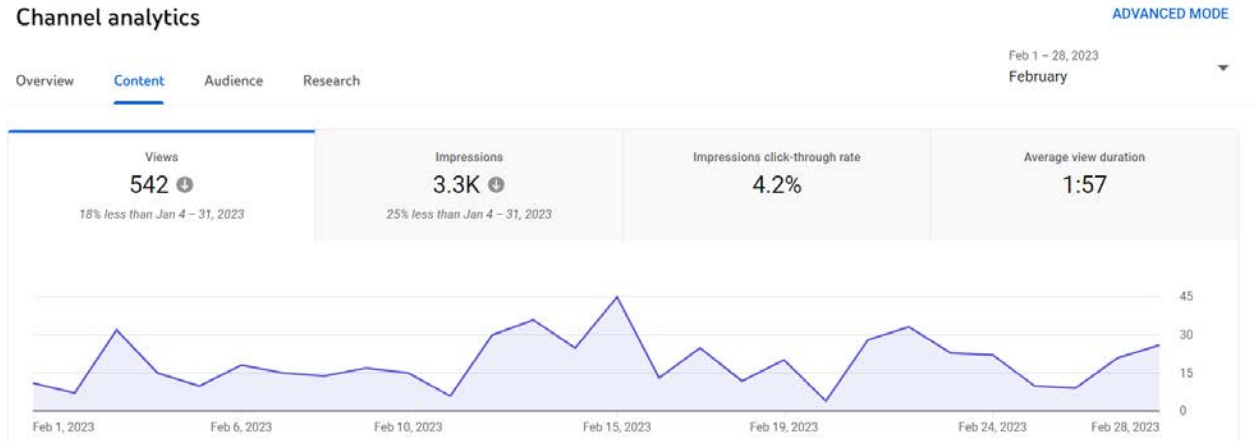 Channel analytics
ADVANCED MODE
Overview
Content
Audience
Research
Feb 1 – 28, 2023
February
Views
542
18% less than Jan 4 – 31, 2023
Impressions
3.3K
25% less than Jan 4 – 31, 2023
Impressions click-through rate
4.2%
Average view duration
1:57
45
30
15
0
Feb 1, 2023
Feb 6, 2023
Feb 10, 2023
Feb 15, 2023
Feb 19, 2023
Feb 24, 2023
Feb 28, 2023